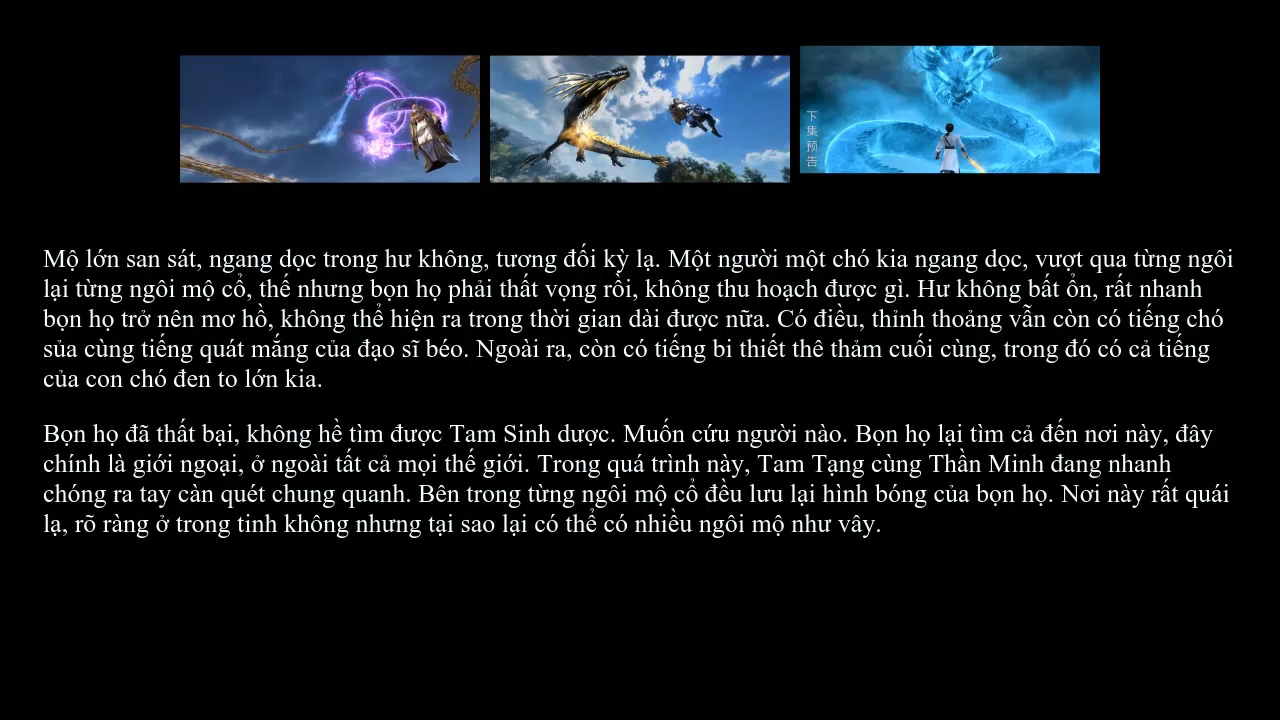 下集预告
Mộ lớn san sát, ngang dọc trong hư không, tương đối kỳ lạ. Một người một chó kia ngang dọc, vượt qua từng ngôi
lại từng ngôi mộ cổ, thế nhưng bọn họ phải thất vọng rồi, không thu hoạch được gì. Hư không bất ổn, rất nhanh
bọn họ trở nên mơ hồ, không thể hiện ra trong thời gian dài được nữa. Có điều, thỉnh thoảng vẫn còn có tiếng chó
sủa cùng tiếng quát mắng của đạo sĩ béo. Ngoài ra, còn có tiếng bi thiết thê thảm cuối cùng, trong đó có cả tiếng
của con chó đen to lớn kia.
Bọn họ đã thất bại, không hề tìm được Tam Sinh dược. Muốn cứu người nào. Bọn họ lại tìm cả đến nơi này, đây
chính là giới ngoại, ở ngoài tất cả mọi thế giới. Trong quá trình này, Tam Tạng cùng Thần Minh đang nhanh
chóng ra tay càn quét chung quanh. Bên trong từng ngôi mộ cổ đều lưu lại hình bóng của bọn họ. Nơi này rất quái
lạ, rõ ràng ở trong tinh không nhưng tại sao lại có thể có nhiều ngôi mộ như vây.